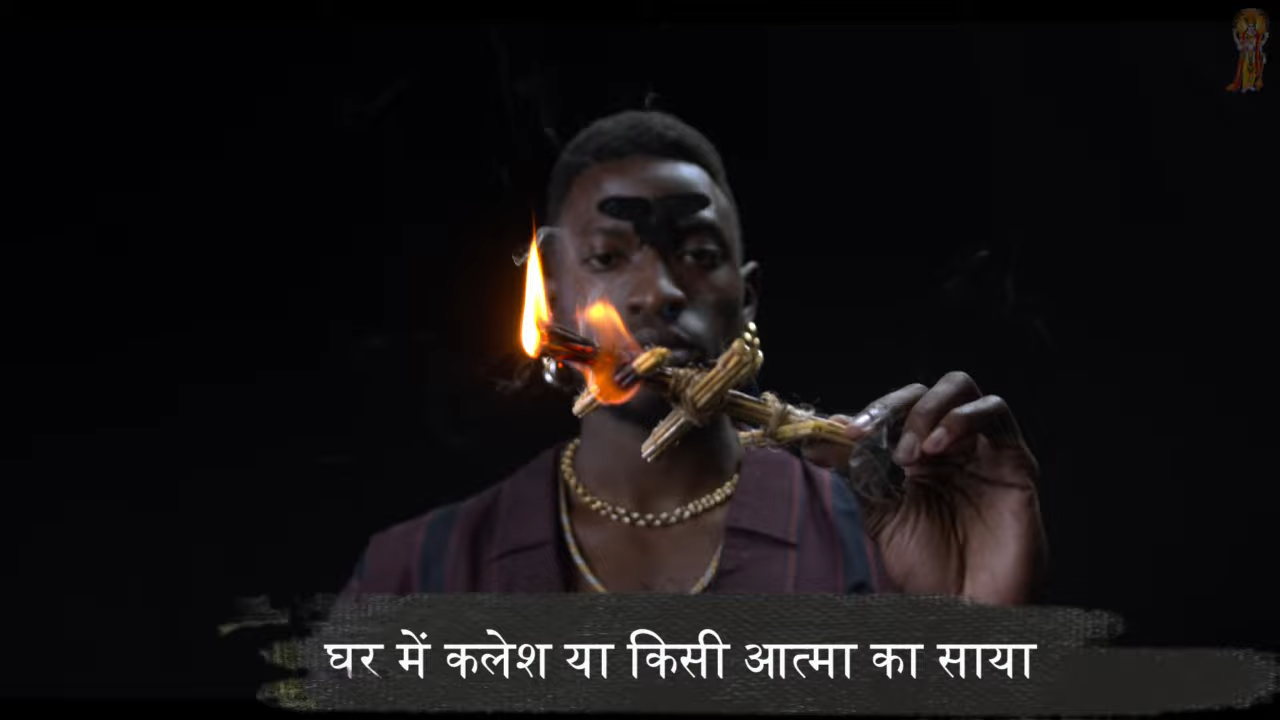 घर में कलेश या किसी आत्मा का साया